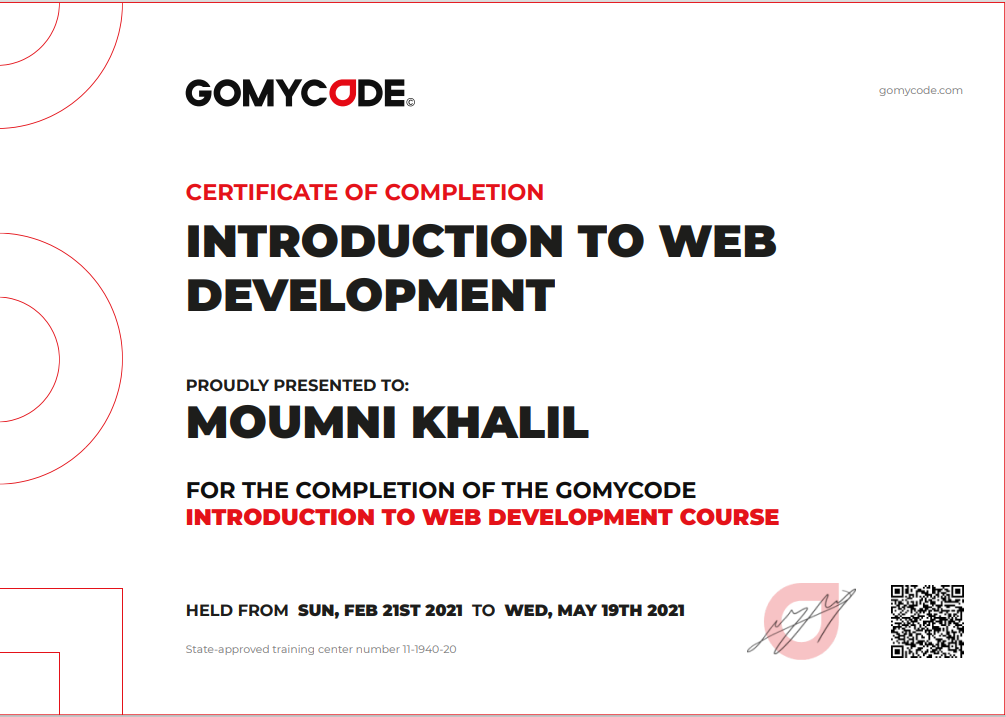 GOMYCODE©
gomycode.com
CERTIFICATE OF COMPLETION
INTRODUCTION TO WEB
DEVELOPMENT
PROUDLY PRESENTED TO:
MOUMNI KHALIL
FOR THE COMPLETION OF THE GOMYCODE
INTRODUCTION TO WEB DEVELOPMENT COURSE
HELD FROM SUN, FEB 21ST 2021 TO WED, MAY 19TH 2021
State-approved training center number 11-1940-20